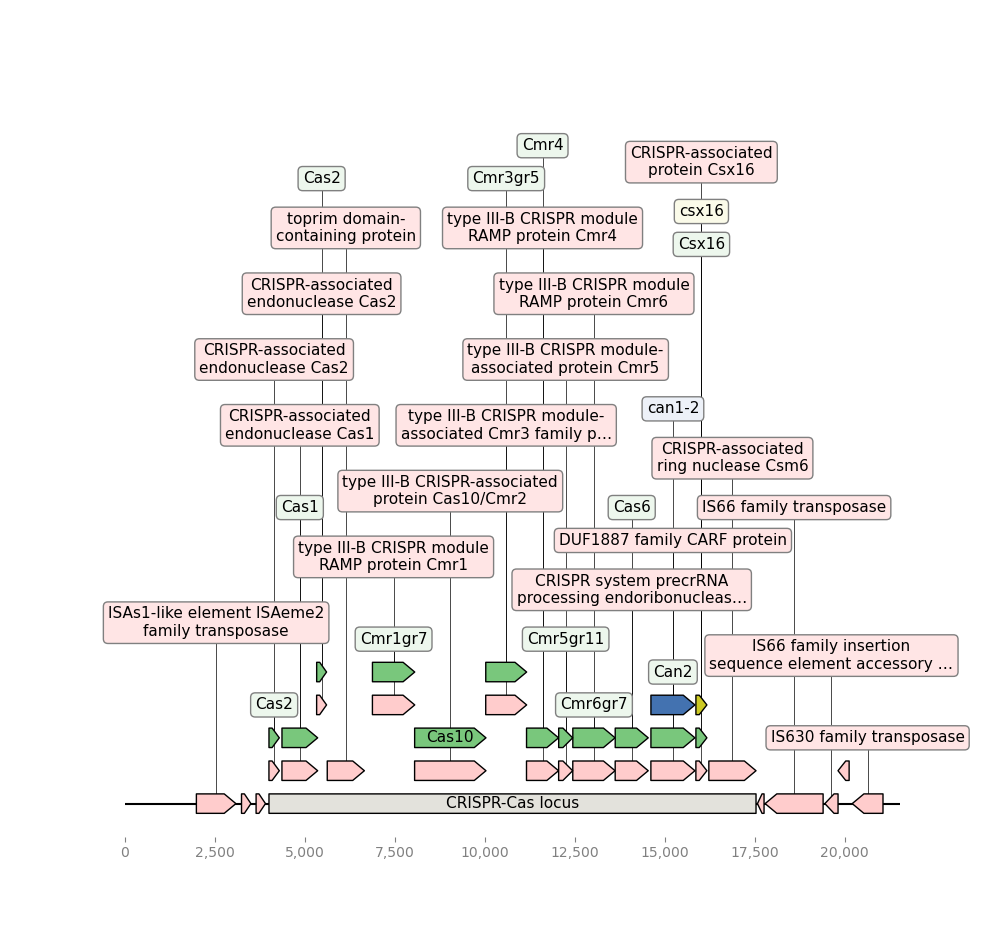 Cmr4
CRISPR-associated
protein Csx16
Cas2
Cmr3gr5
csx16
toprim domain-
containing protein
type III-B CRISPR module
RAMP protein Cmr4
Csx16
CRISPR-associated
endonuclease Cas2
type III-B CRISPR module
RAMP protein Cmr6
CRISPR-associated
endonuclease Cas2
type III-B CRISPR module-
associated protein Cmr5
can1-2
CRISPR-associated
endonuclease Cas1
type III-B CRISPR module-
associated Cmr3 family p...
CRISPR-associated
ring nuclease Csm6
type III-B CRISPR-associated
protein Cas10/Cmr2
Cas1
Cas6
IS66 family transposase
DUF1887 family CARF protein
type III-B CRISPR module
RAMP protein Cmr1
CRISPR system precrRNA
processing endoribonucleas...
ISAs1-like element ISAeme2
family transposase
Cmr1gr7
Cmr5gr11
IS66 family insertion
sequence element accessory ...
Can2
Cas2
Cmr6gr7
Cas10
IS630 family transposase
CRISPR-Cas locus
0
2,500
5,000
7,500
10,000
12,500
15,000
17,500
20,000